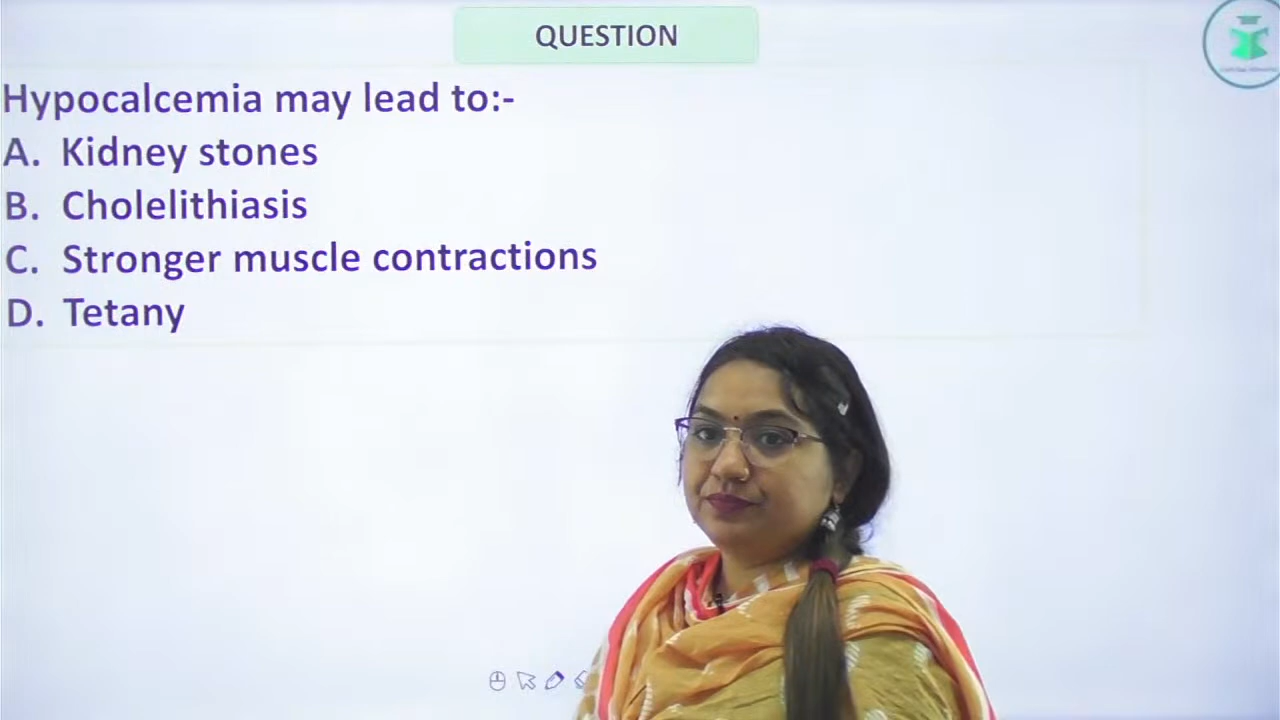 QUESTION
Hypocalcemia may lead to:-
A. Kidney stones
B. Cholelithiasis
C. Stronger muscle contractions
D. Tetany